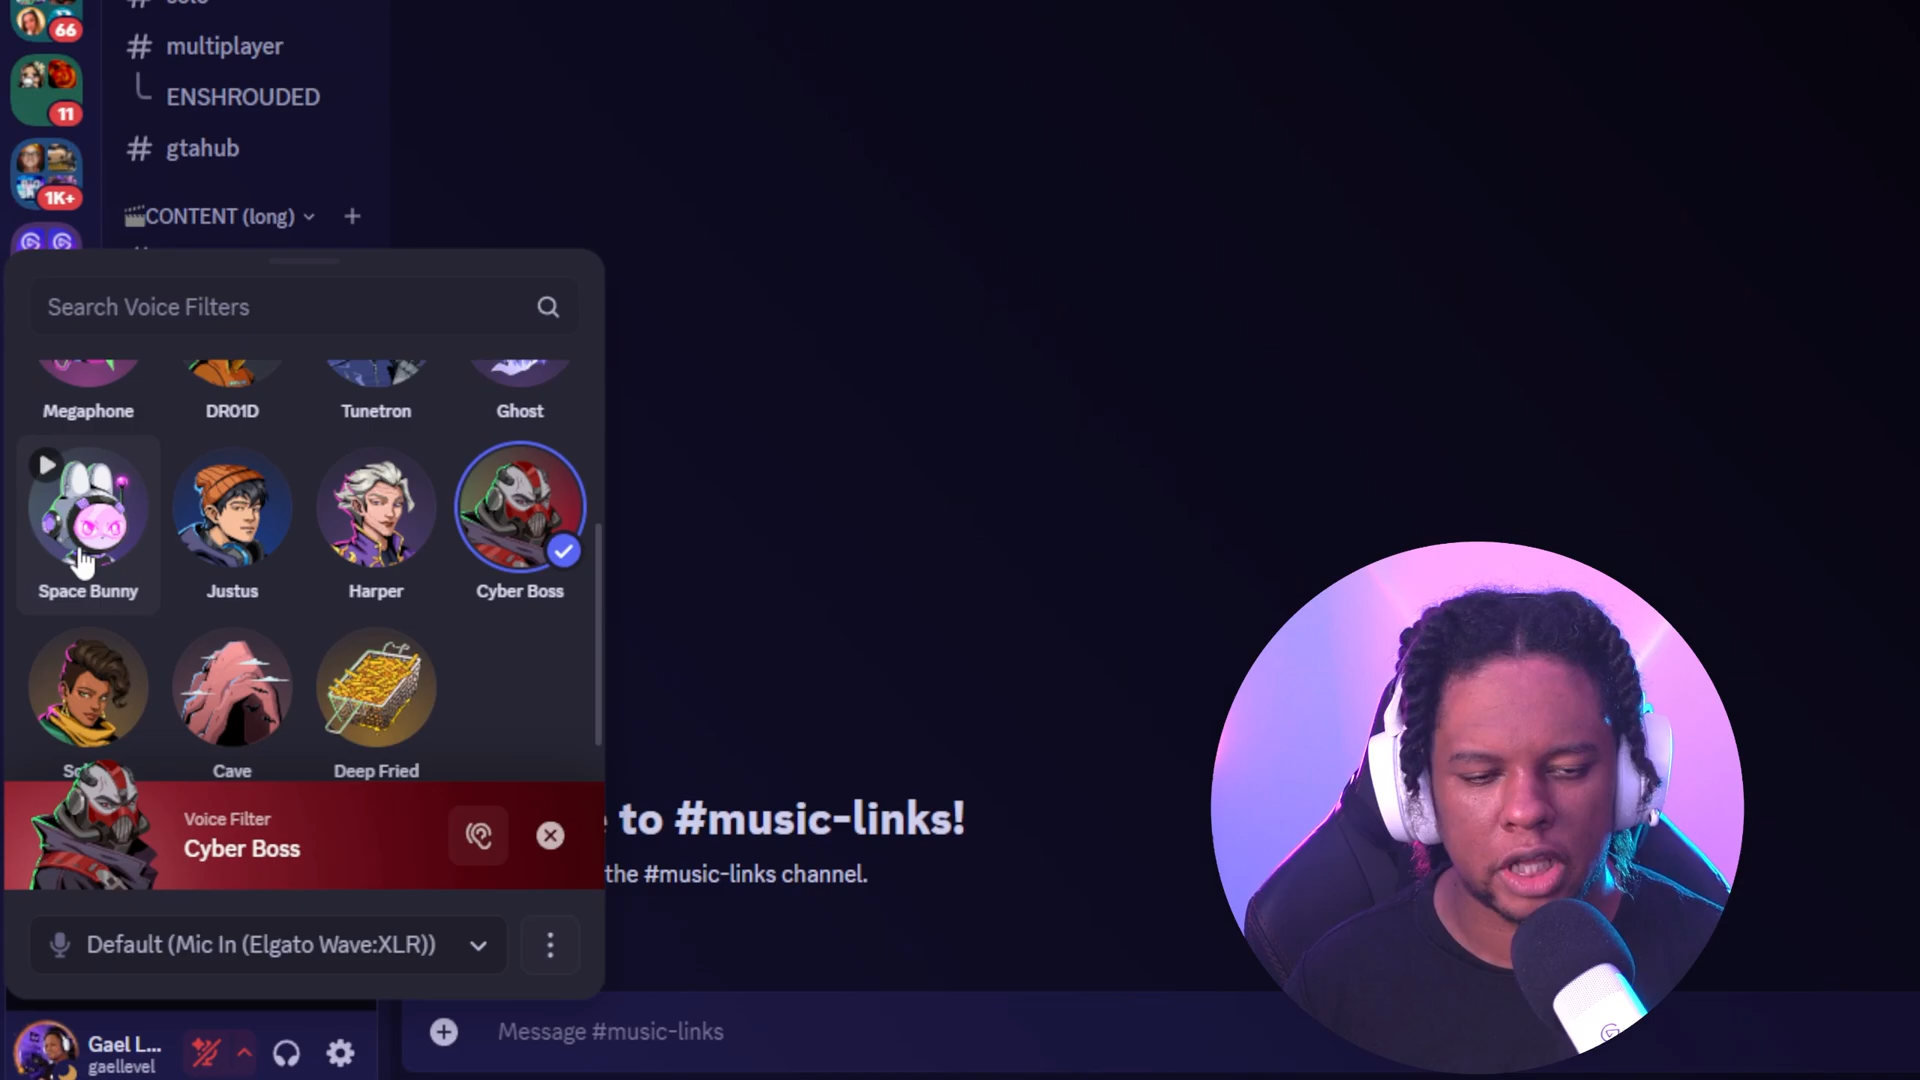 66
# multiplayer
11
ENSHROUDED
# gtahub
1K+
CONTENT (long)
Search Voice Filters
Megaphone
DR01D
Tunetron
Ghost
Space Bunny
Justus
Harper
Cyber Boss
Cave
Deep Fried
Voice Filter
Cyber Boss
to #music-links!
the #music-links channel.
Default (Mic In (Elgato Wave:XLR))
Gael L...
gaellevel
Message #music-links